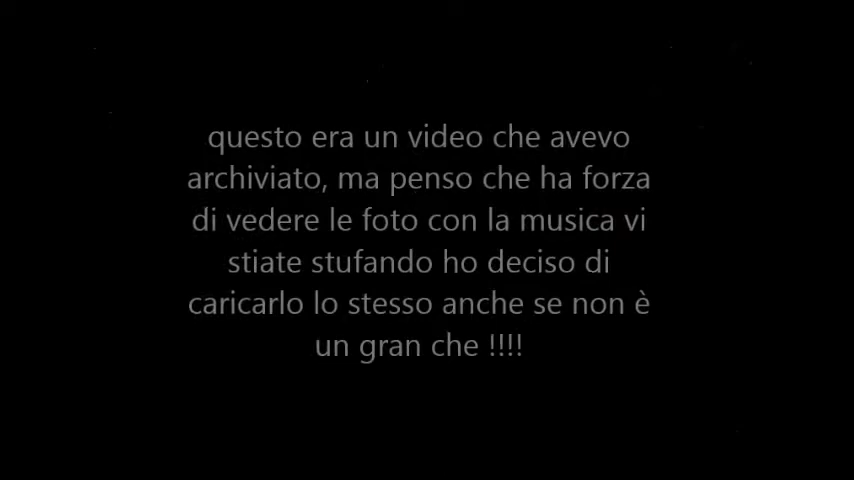 questo era un video che avevo
archiviato, ma penso che ha forza
di vedere le foto con la musica vi
stiate stufando ho deciso di
caricarlo lo stesso anche se non è
un gran che !!!!